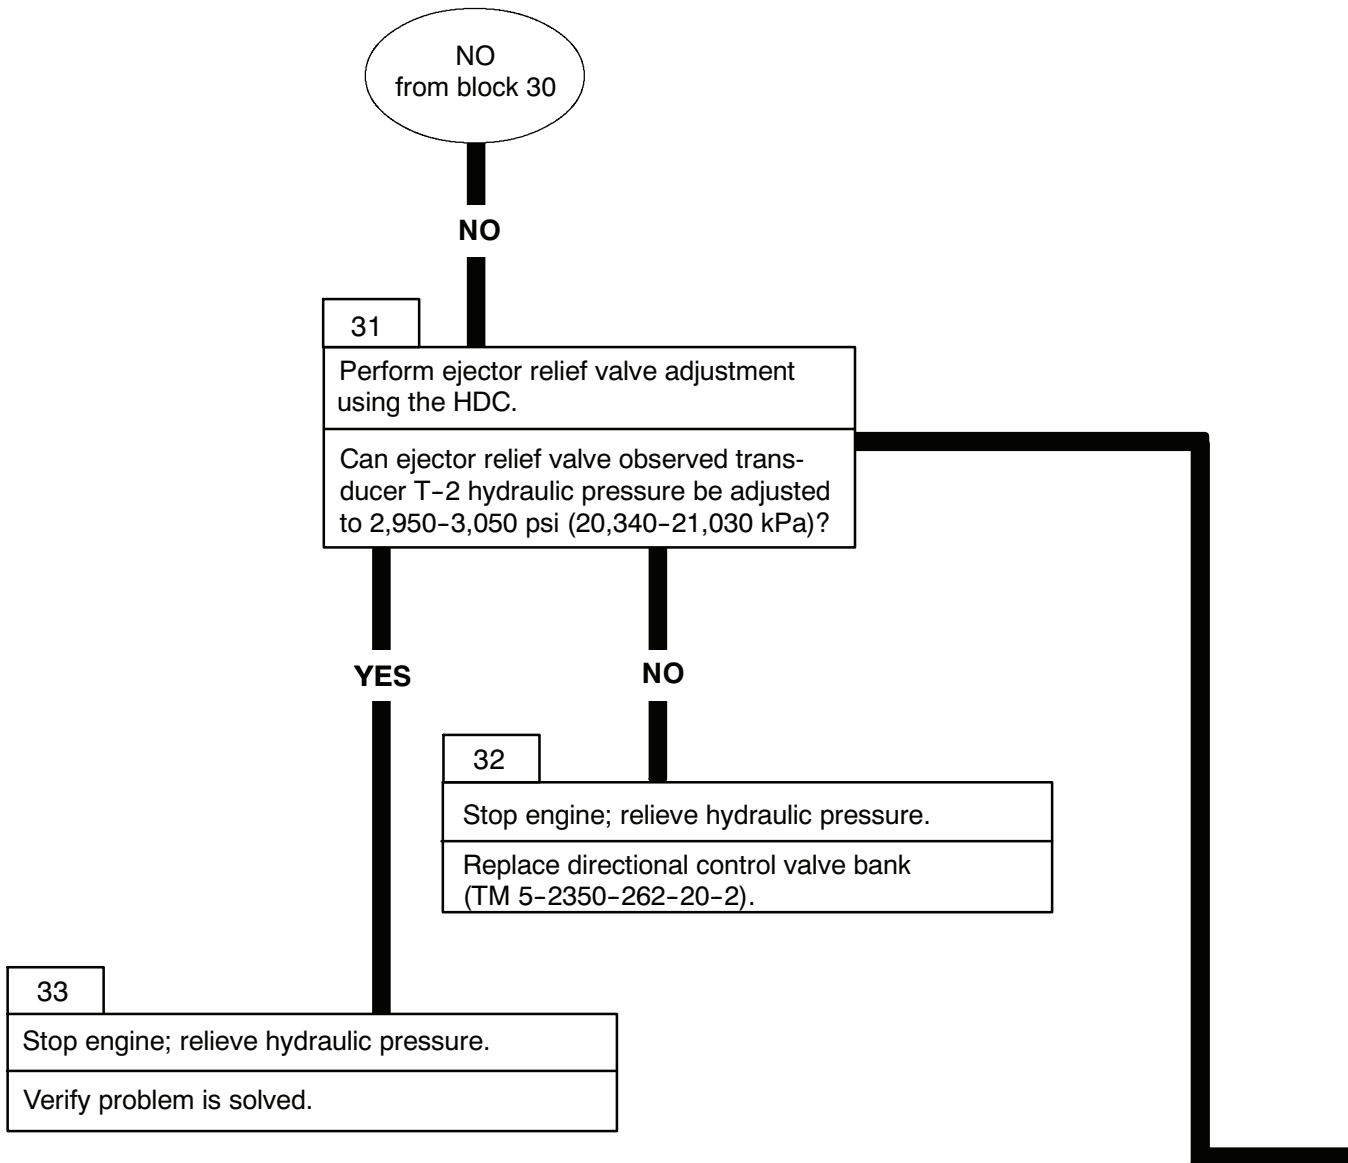 NO
from block 30
NO
31
Perform ejector relief valve adjustment
using the HDC.
Can ejector relief valve observed trans-
ducer T-2 hydraulic pressure be adjusted
to 2,950-3,050 psi (20,340-21,030 kPa)?
YES
NO
32
Stop engine; relieve hydraulic pressure.
Replace directional control valve bank
(TM 5-2350-262-20-2).
33
Stop engine; relieve hydraulic pressure.
Verify problem is solved.